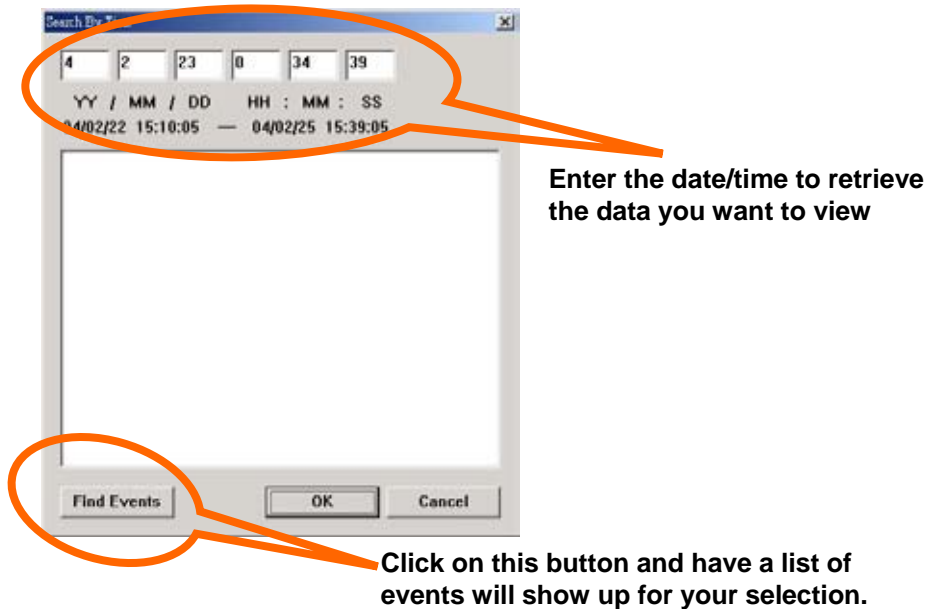 Search By Time
4 2 23 0 34 39
YY / MM / DD HH : MM : SS
04/02/22 15:10:05 — 04/02/25 15:39:05
Enter the date/time to retrieve
the data you want to view
Find Events OK Cancel
Click on this button and have a list of
events will show up for your selection.